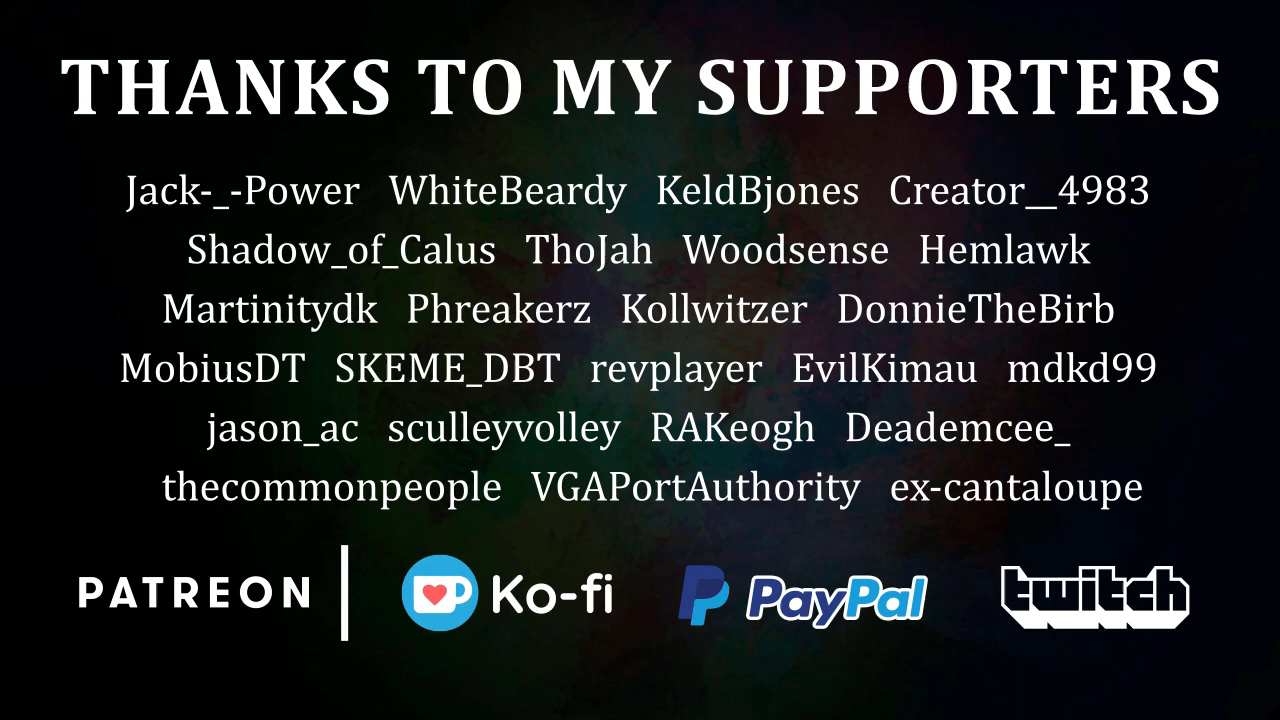 THANKS TO MY SUPPORTERS
Jack-_-Power WhiteBeardy KeldBjones Creator__4983
Shadow_of_Calus ThoJah Woodsense Hemlawk
Martinitydk Phreakerz Kollwitzer DonnieTheBirb
MobiusDT SKEME_DBT revplayer EvilKimau mdkd99
jason_ac sculleyvolley RAKeogh Deademcee_
thecommonpeople VGAPortAuthority ex-cantaloupe
PATREON Ko-fi PayPal twitch